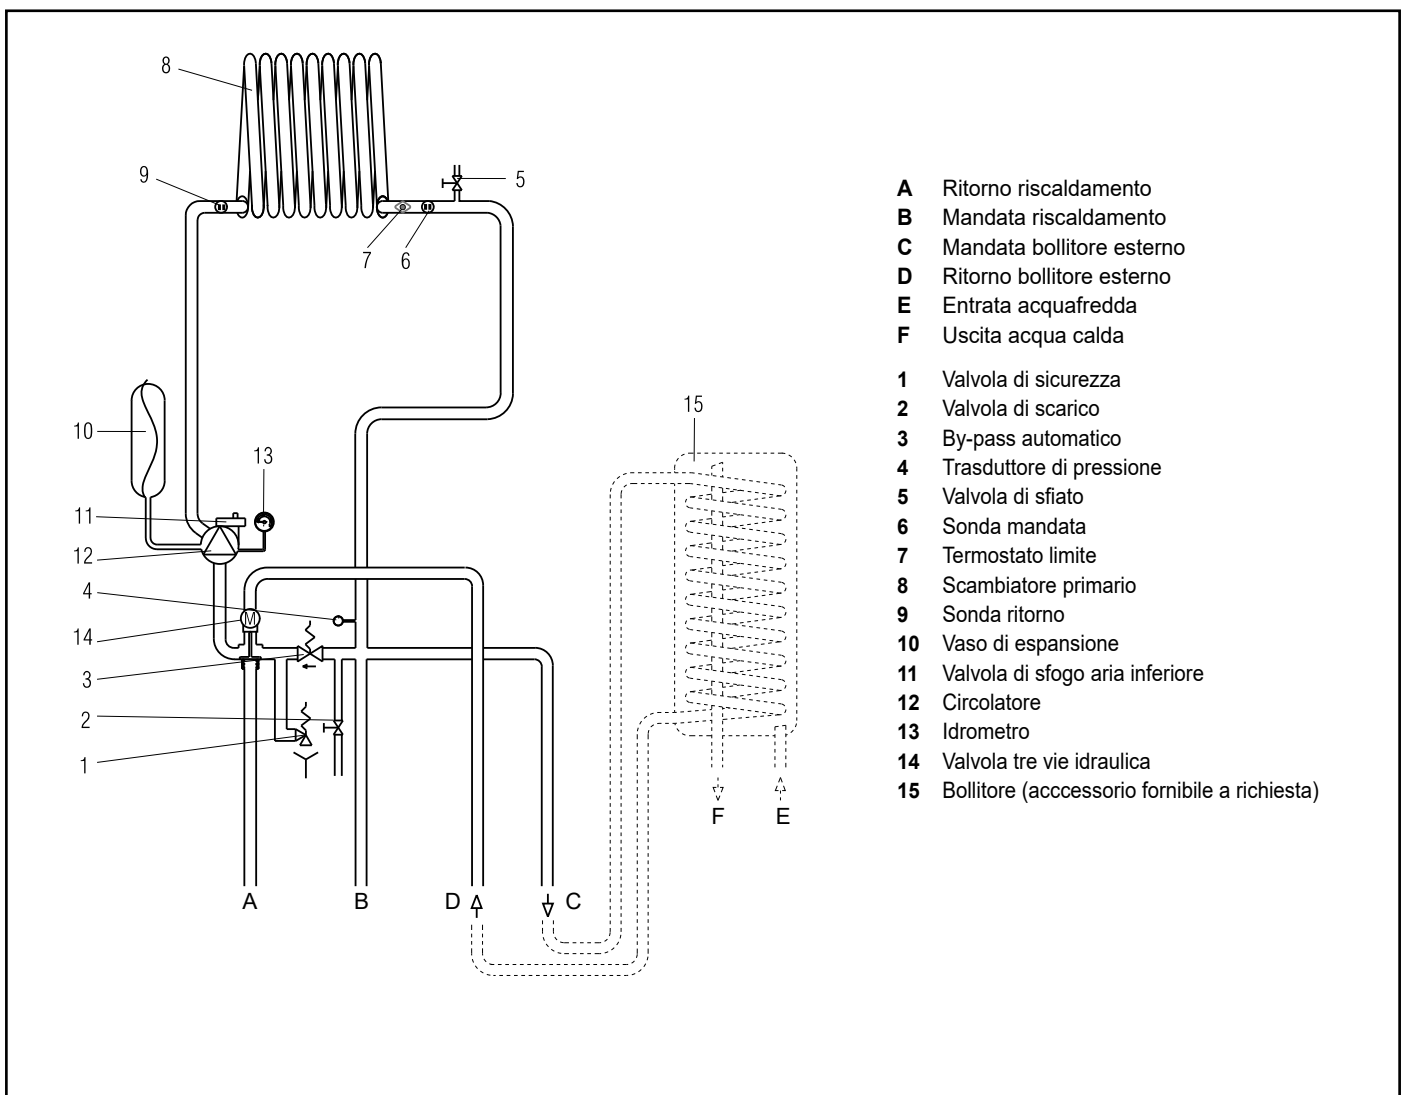 8
9
5
7
6
10
13
11
12
4
14
3
2
1
15
F
E
A
B
D
C
M
A Ritorno riscaldamento
B Mandata riscaldamento
C Mandata bollitore esterno
D Ritorno bollitore esterno
E Entrata acquafredda
F Uscita acqua calda
1 Valvola di sicurezza
2 Valvola di scarico
3 By-pass automatico
4 Trasduttore di pressione
5 Valvola di sfiato
6 Sonda mandata
7 Termostato limite
8 Scambiatore primario
9 Sonda ritorno
10 Vaso di espansione
11 Valvola di sfogo aria inferiore
12 Circolatore
13 Idrometro
14 Valvola tre vie idraulica
15 Bollitore (acccessorio fornibile a richiesta)